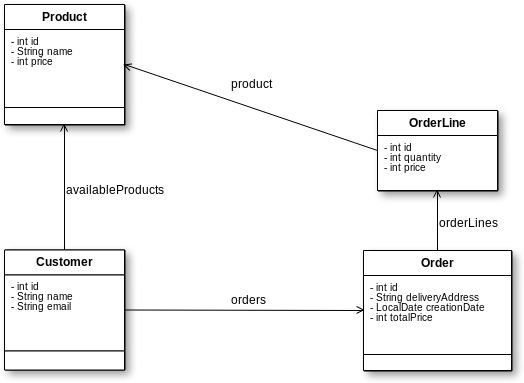 Product
- int id
- String name
- int price
product
OrderLine
- int id
- int quantity
- int price
availableProducts
orderLines
Customer
- int id
- String name
- String email
orders
Order
- int id
- String deliveryAddress
- LocalDate creationDate
- int totalPrice